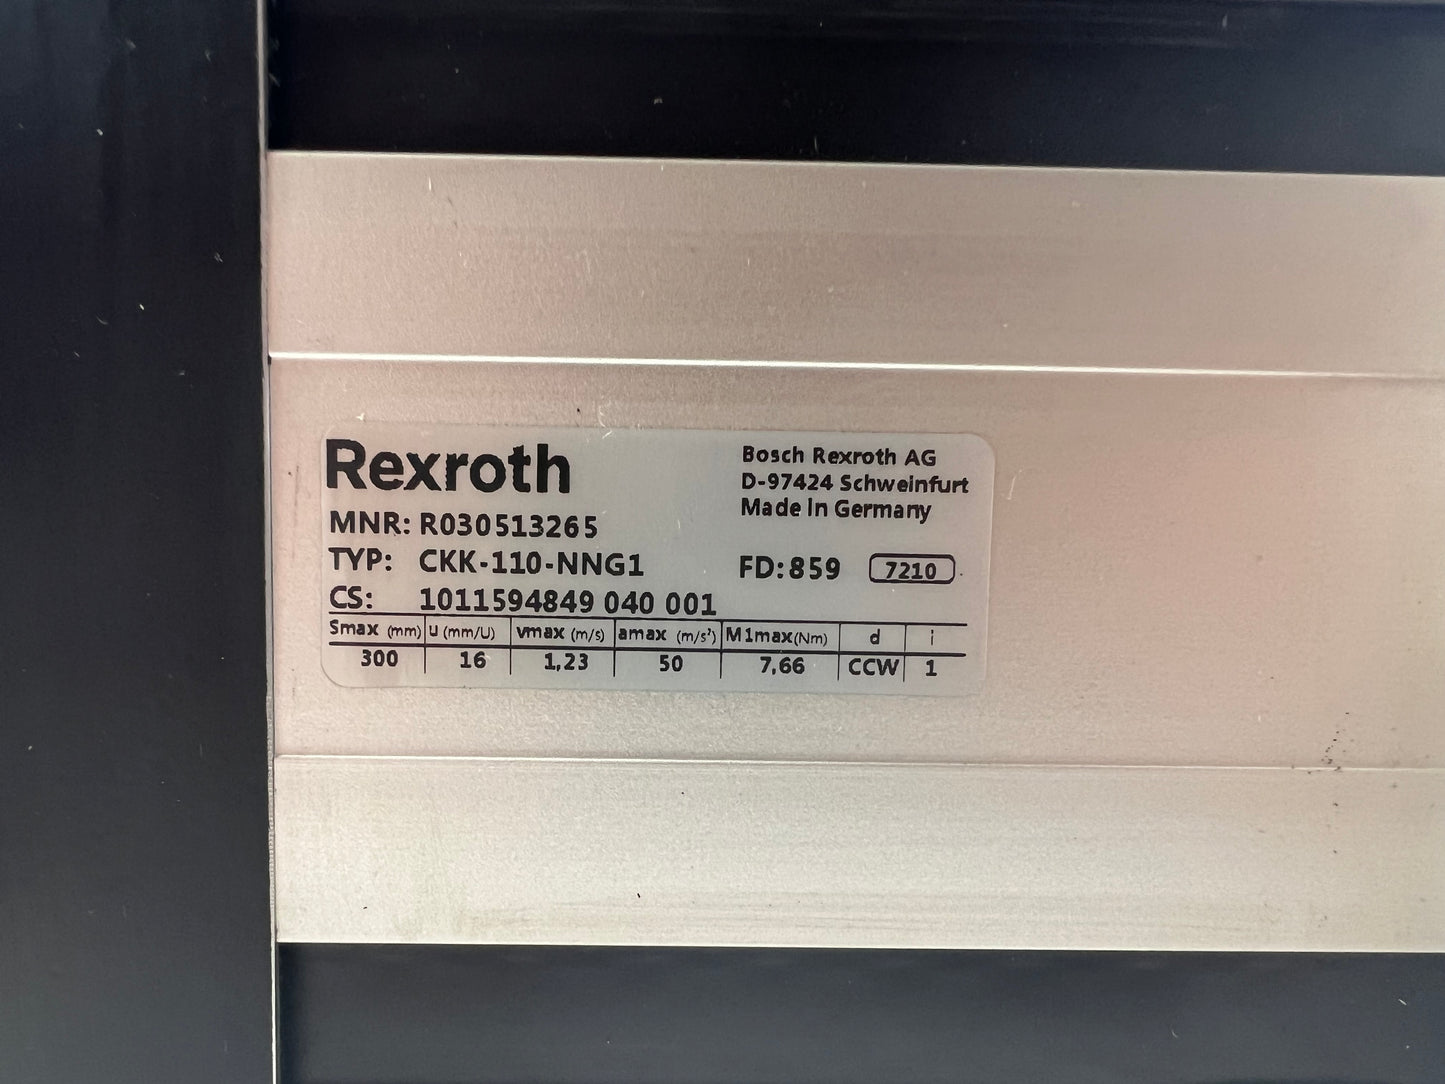 Rexroth
Bosch Rexroth AG
D-97424 Schweinfurt
Made In Germany
MNR: R030513265
TYP: CKK-110-NNG1
FD:859 7210
CS: 1011594849 040 001
Smax (mm) u (mm/U) vmax (m/s) amax (m/s²) M1max(Nm) d i
300 16 1,23 50 7,66 CCW 1